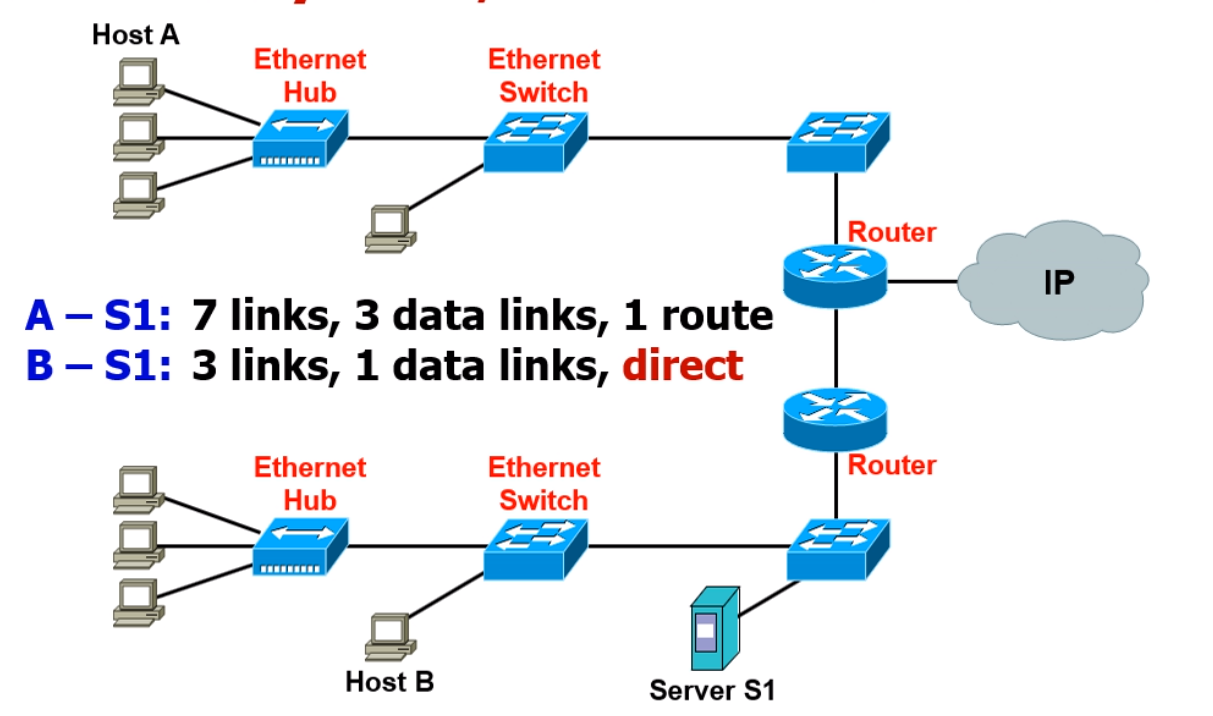 Host A
Ethernet
Hub
Ethernet
Switch
Router
IP
A – S1: 7 links, 3 data links, 1 route
B – S1: 3 links, 1 data links, direct
Ethernet
Hub
Ethernet
Switch
Router
Host B
Server S1